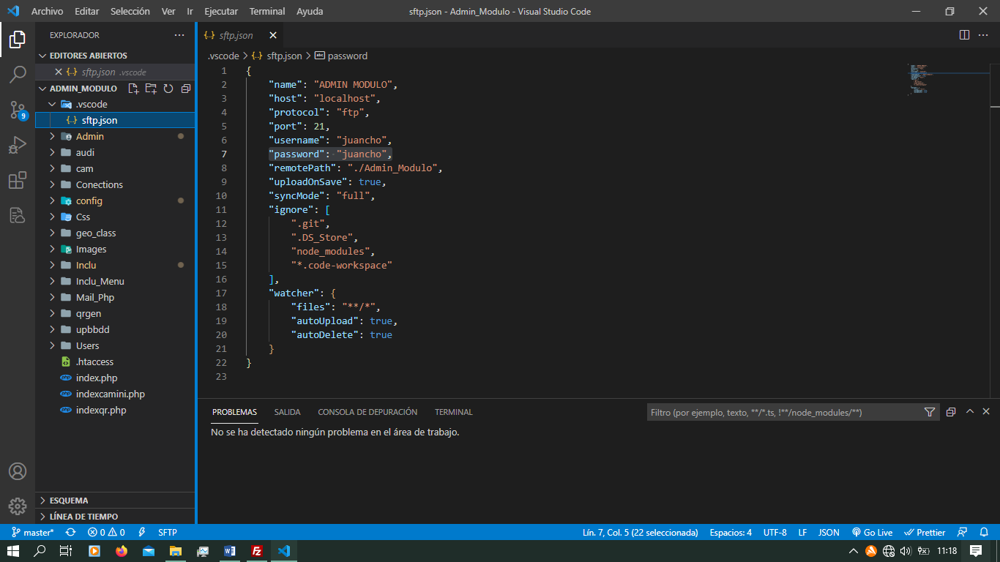 Archivo Editar Selección Ver Ir Ejecutar Terminal Ayuda sftp.json - Admin_Modulo - Visual Studio Code
EXPLORADOR
EDITORES ABIERTOS
sftp.json .vscode
ADMIN_MODULO
.vscode
sftp.json
Admin
audi
cam
Conections
config
Css
geo_class
Images
Inclu
Inclu_Menu
Mail_Php
qrgen
upbbdd
Users
.htaccess
index.php
indexcamini.php
indexqr.php
ESQUEMA
LÍNEA DE TIEMPO
9
sftp.json
.vscode > sftp.json > password
1 {
2 "name": "ADMIN MODULO",
3 "host": "localhost",
4 "protocol": "ftp",
5 "port": 21,
6 "username": "juancho",
7 "password": "juancho",
8 "remotePath": "./Admin_Modulo",
9 "uploadOnSave": true,
10 "syncMode": "full",
11 "ignore": [
12 ".git",
13 ".DS_Store",
14 "node_modules",
15 "*.code-workspace"
16 ],
17 "watcher": {
18 "files": "**/*",
19 "autoUpload": true,
20 "autoDelete": true
21 }
22 }
23
PROBLEMAS SALIDA CONSOLA DE DEPURACIÓN TERMINAL Filtro (por ejemplo, texto, **/*.ts, !**/node_modules/**)
No se ha detectado ningún problema en el área de trabajo.
master* 0 0 SFTP Lín. 7, Col. 5 (22 seleccionada) Espacios: 4 UTF-8 LF JSON Go Live Prettier
11:18